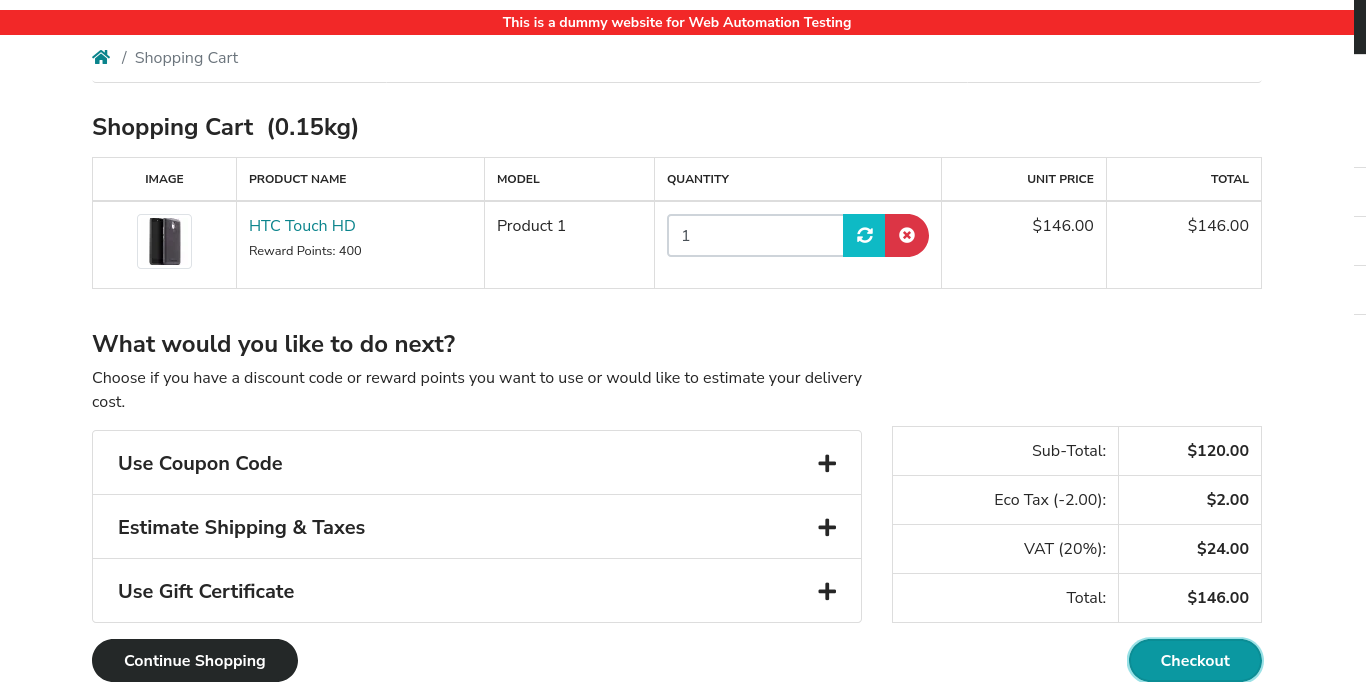 This is a dummy website for Web Automation Testing
/ Shopping Cart
Shopping Cart (0.15kg)
IMAGE PRODUCT NAME MODEL QUANTITY UNIT PRICE TOTAL
HTC Touch HD Product 1 1 $146.00 $146.00
Reward Points: 400
What would you like to do next?
Choose if you have a discount code or reward points you want to use or would like to estimate your delivery
cost.
Use Coupon Code
Estimate Shipping & Taxes
Use Gift Certificate
Sub-Total: $120.00
Eco Tax (-2.00): $2.00
VAT (20%): $24.00
Total: $146.00
Continue Shopping
Checkout